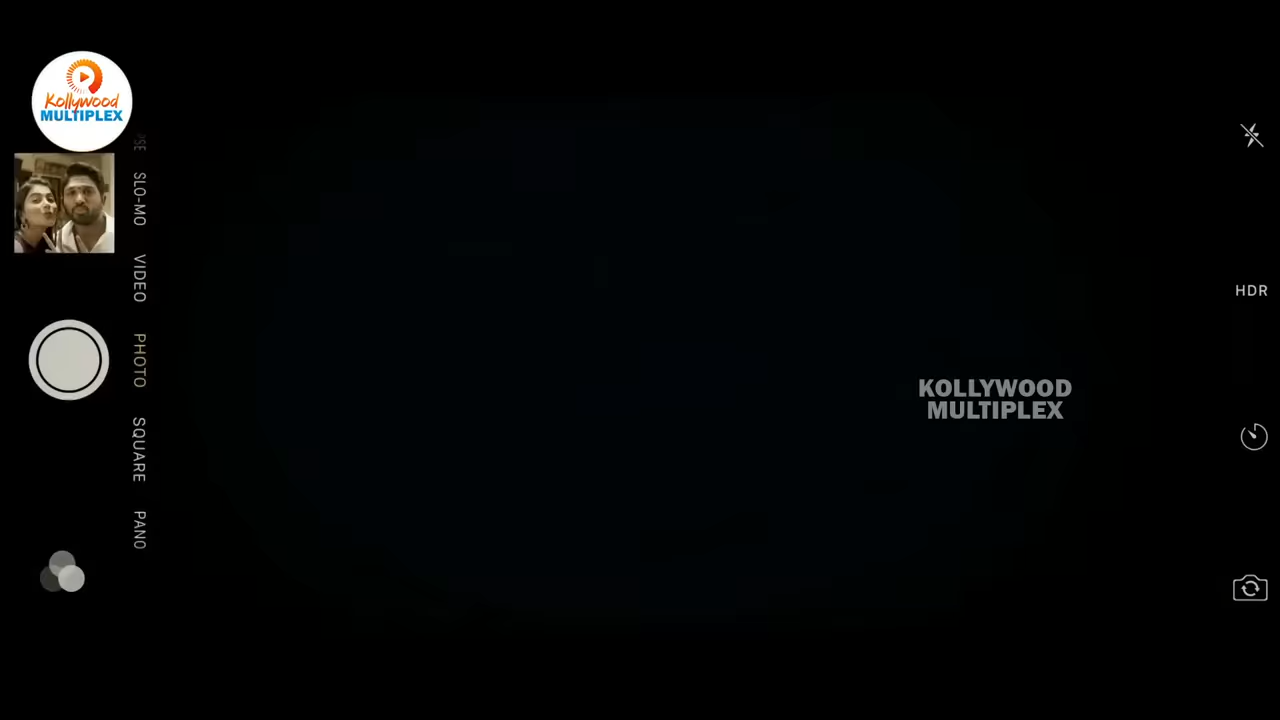 Kollywood
MULTIPLEX
SLO-MO
VIDEO
PHOTO
SQUARE
PANO
HDR
KOLLYWOOD
MULTIPLEX